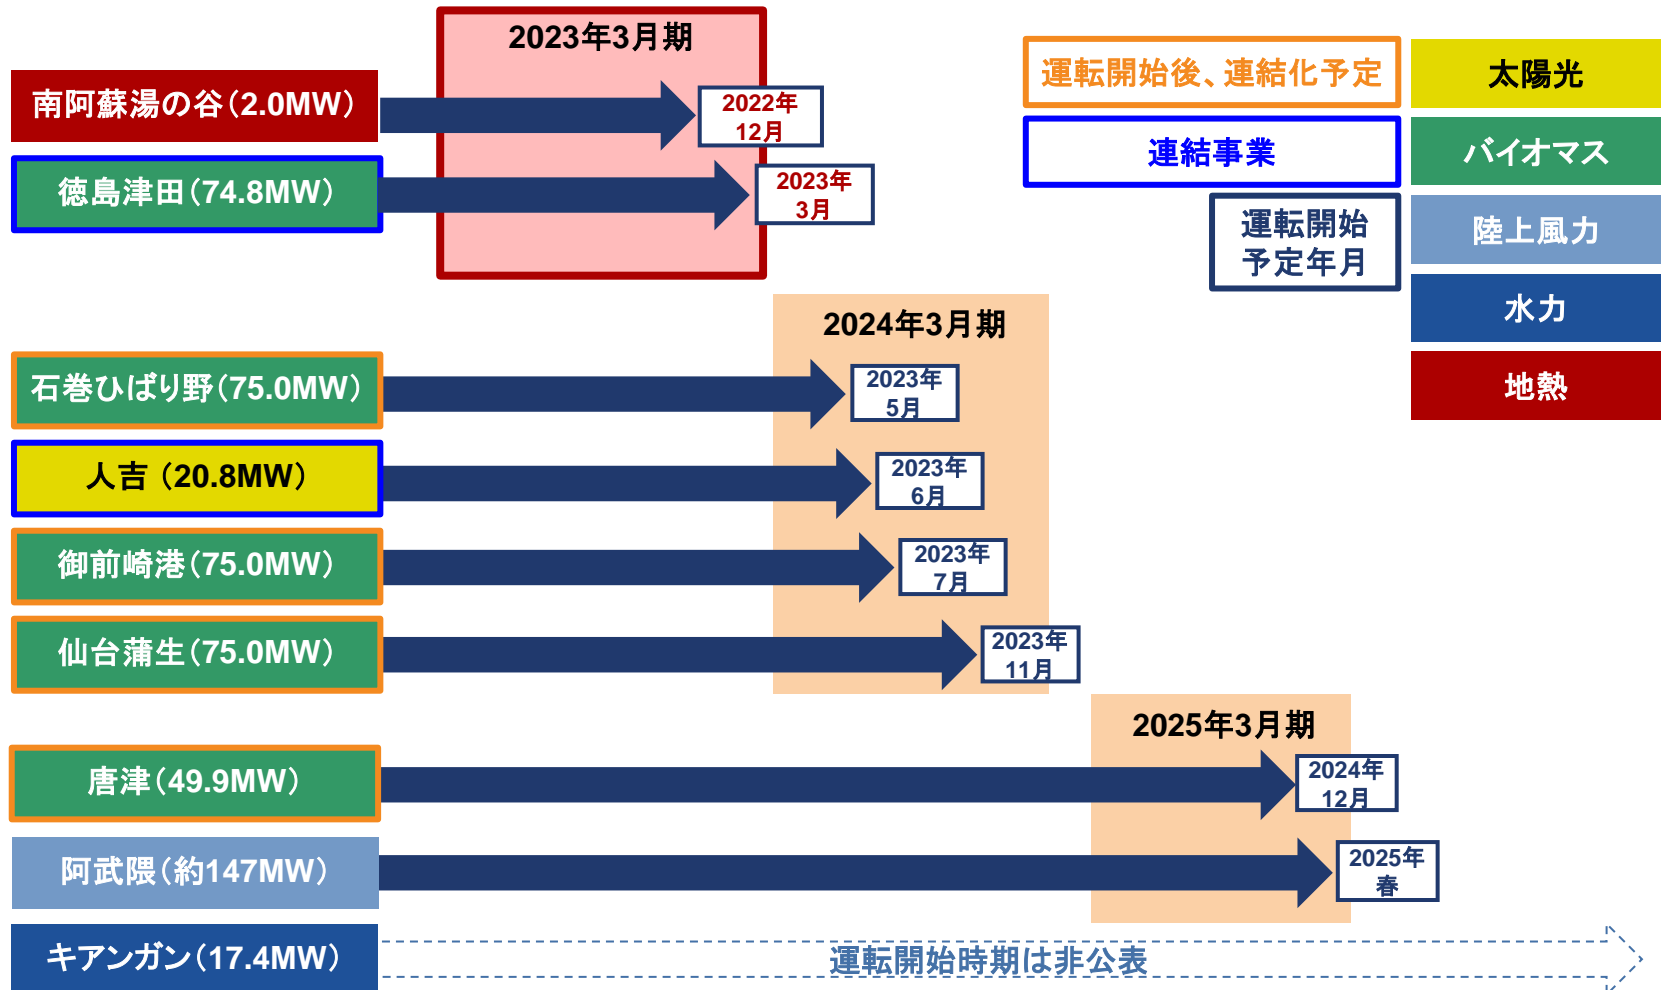 2023年3月期
南阿蘇湯の谷(2.0MW)
2022年
12月
徳島津田(74.8MW)
2023年
3月
運転開始後、連結化予定
連結事業
運転開始
予定年月
太陽光
バイオマス
陸上風力
水力
地熱
2024年3月期
石巻ひばり野(75.0MW)
2023年
5月
人吉 (20.8MW)
2023年
6月
御前崎港(75.0MW)
2023年
7月
仙台蒲生(75.0MW)
2023年
11月
2025年3月期
唐津(49.9MW)
2024年
12月
阿武隈(約147MW)
2025年
春
キアンガン(17.4MW)
運転開始時期は非公表